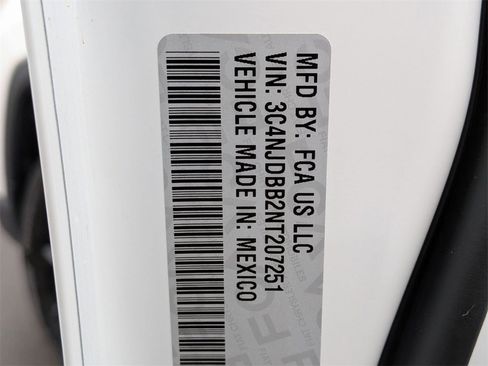 MFD BY: FCA US LLC
VIN: 3C4NJDBB2NT207251
VEHICLE MADE IN: MEXICO